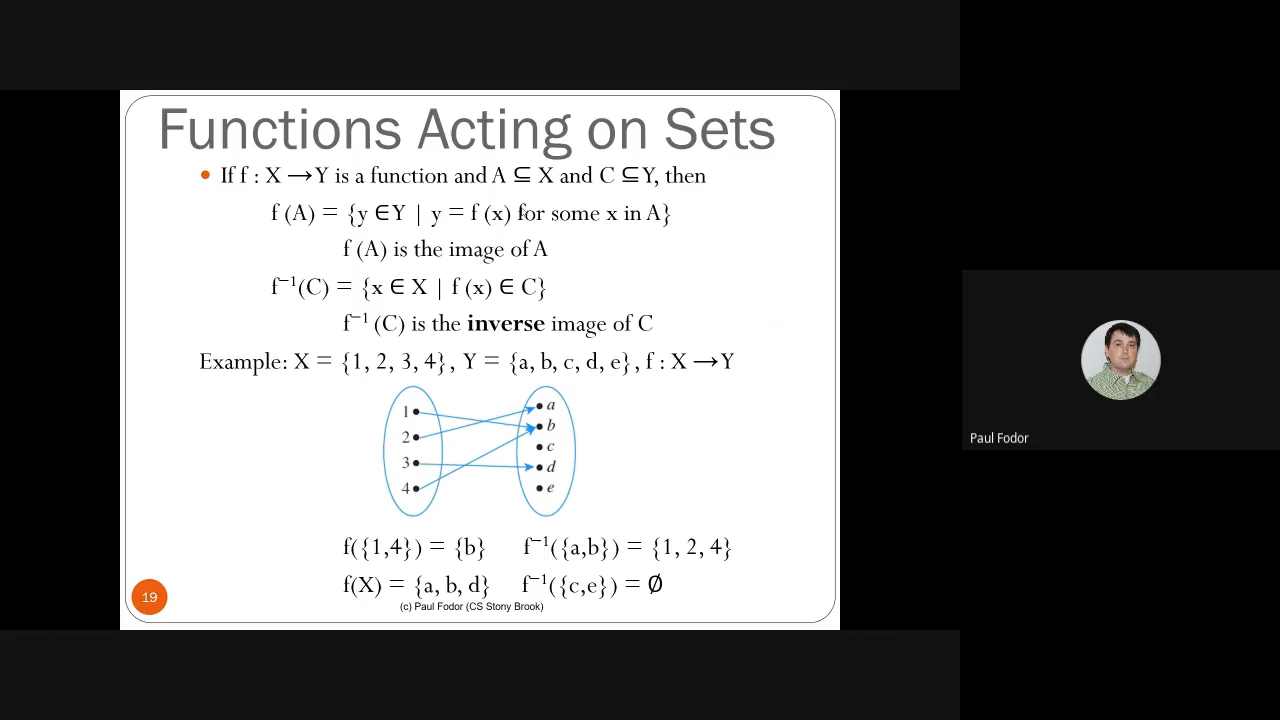 Functions Acting on Sets
• If f : X → Y is a function and A ⊆ X and C ⊆ Y, then
f (A) = {y ∈ Y | y = f (x) for some x in A}
f (A) is the image of A
f⁻¹(C) = {x ∈ X | f (x) ∈ C}
f⁻¹ (C) is the inverse image of C
Example: X = {1, 2, 3, 4}, Y = {a, b, c, d, e}, f : X → Y
1 a
2 b
c
3 d
4 e
f({1,4}) = {b} f⁻¹({a,b}) = {1, 2, 4}
f(X) = {a, b, d} f⁻¹({c,e}) = ∅
19
(c) Paul Fodor (CS Stony Brook)
Paul Fodor